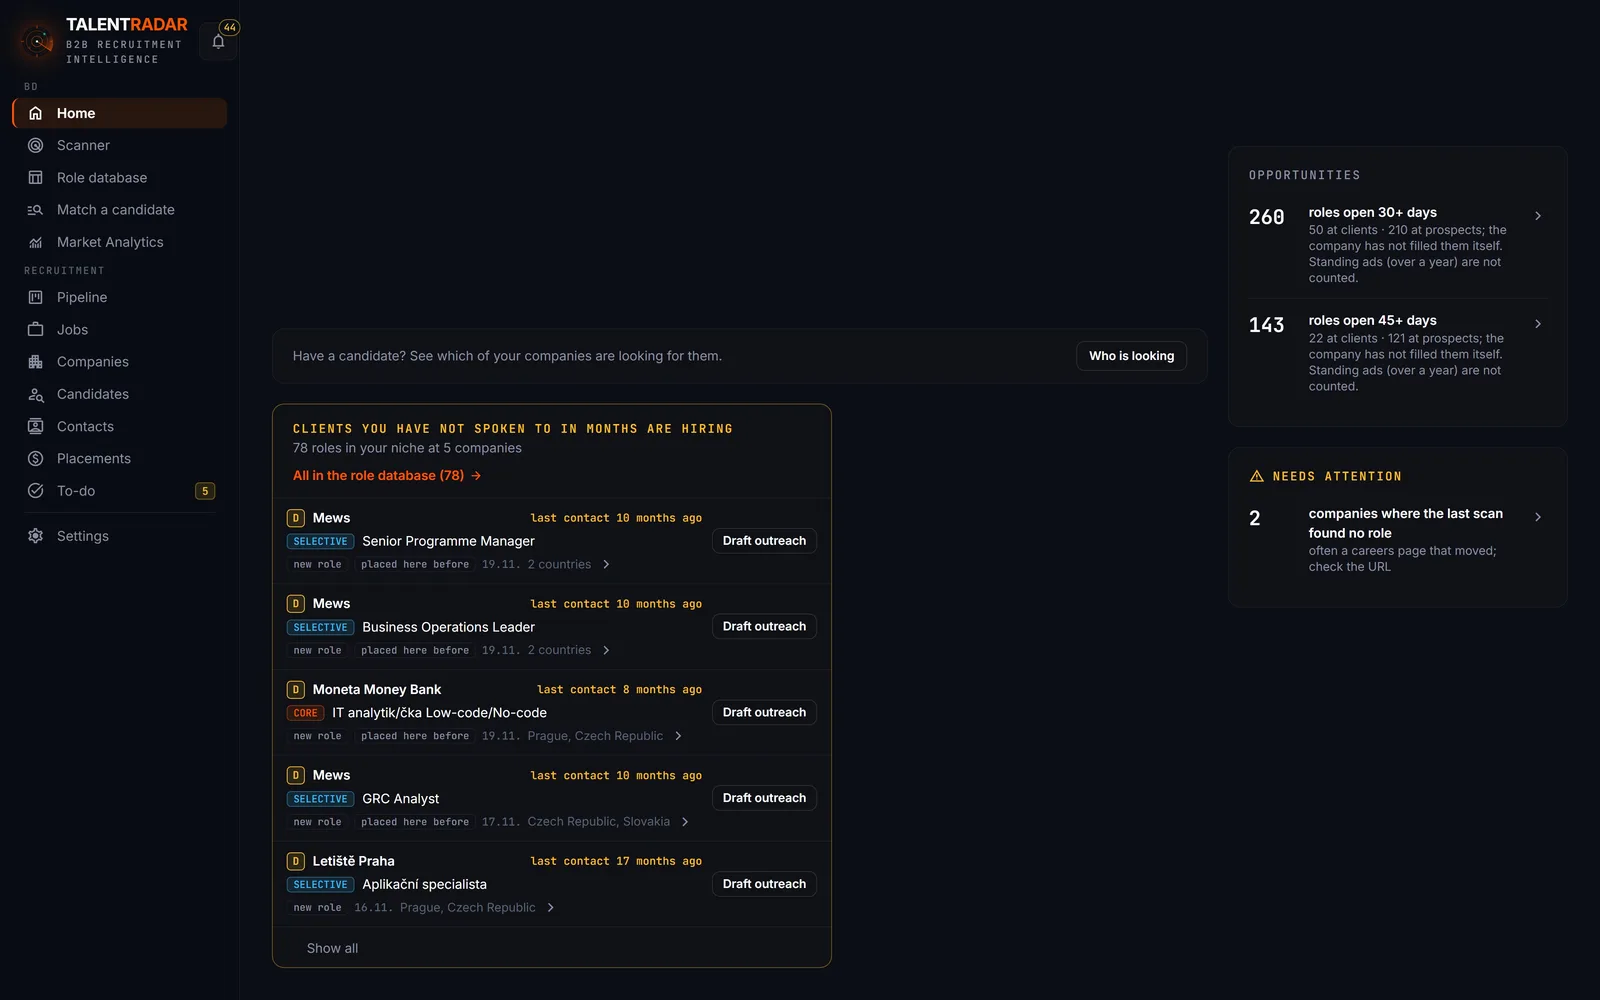 TALENTRADAR
B2B RECRUITMENT
INTELLIGENCE
44
BD
Home
Scanner
Role database
Match a candidate
Market Analytics
RECRUITMENT
Pipeline
Jobs
Companies
Candidates
Contacts
Placements
To-do 5
Settings
Have a candidate? See which of your companies are looking for them.
Who is looking
CLIENTS YOU HAVE NOT SPOKEN TO IN MONTHS ARE HIRING
78 roles in your niche at 5 companies
All in the role database (78) →
D Mews last contact 10 months ago
SELECTIVE Senior Programme Manager
Draft outreach
new role placed here before 19.11. 2 countries
D Mews last contact 10 months ago
SELECTIVE Business Operations Leader
Draft outreach
new role placed here before 19.11. 2 countries
D Moneta Money Bank last contact 8 months ago
CORE IT analytik/čka Low-code/No-code
Draft outreach
new role placed here before 19.11. Prague, Czech Republic
D Mews last contact 10 months ago
SELECTIVE GRC Analyst
Draft outreach
new role placed here before 17.11. Czech Republic, Slovakia
D Letiště Praha last contact 17 months ago
SELECTIVE Aplikační specialista
Draft outreach
new role 16.11. Prague, Czech Republic
Show all
OPPORTUNITIES
260 roles open 30+ days
50 at clients · 210 at prospects; the
company has not filled them itself.
Standing ads (over a year) are not
counted.
143 roles open 45+ days
22 at clients · 121 at prospects; the
company has not filled them itself.
Standing ads (over a year) are not
counted.
NEEDS ATTENTION
2 companies where the last scan
found no role
often a careers page that moved;
check the URL